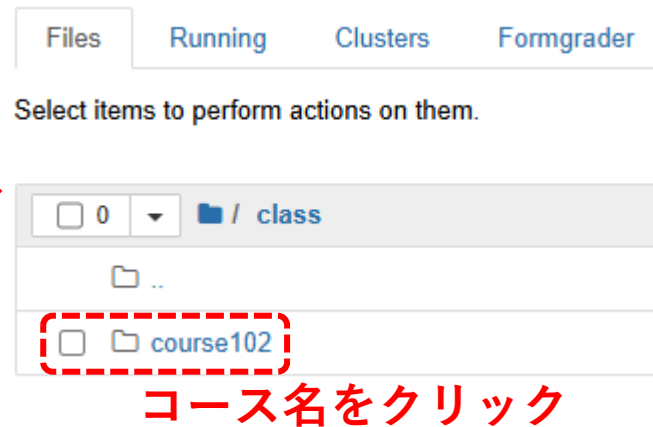 Files Running Clusters Formgrader
Select items to perform actions on them.
0 / class
..
course102
コース名をクリック